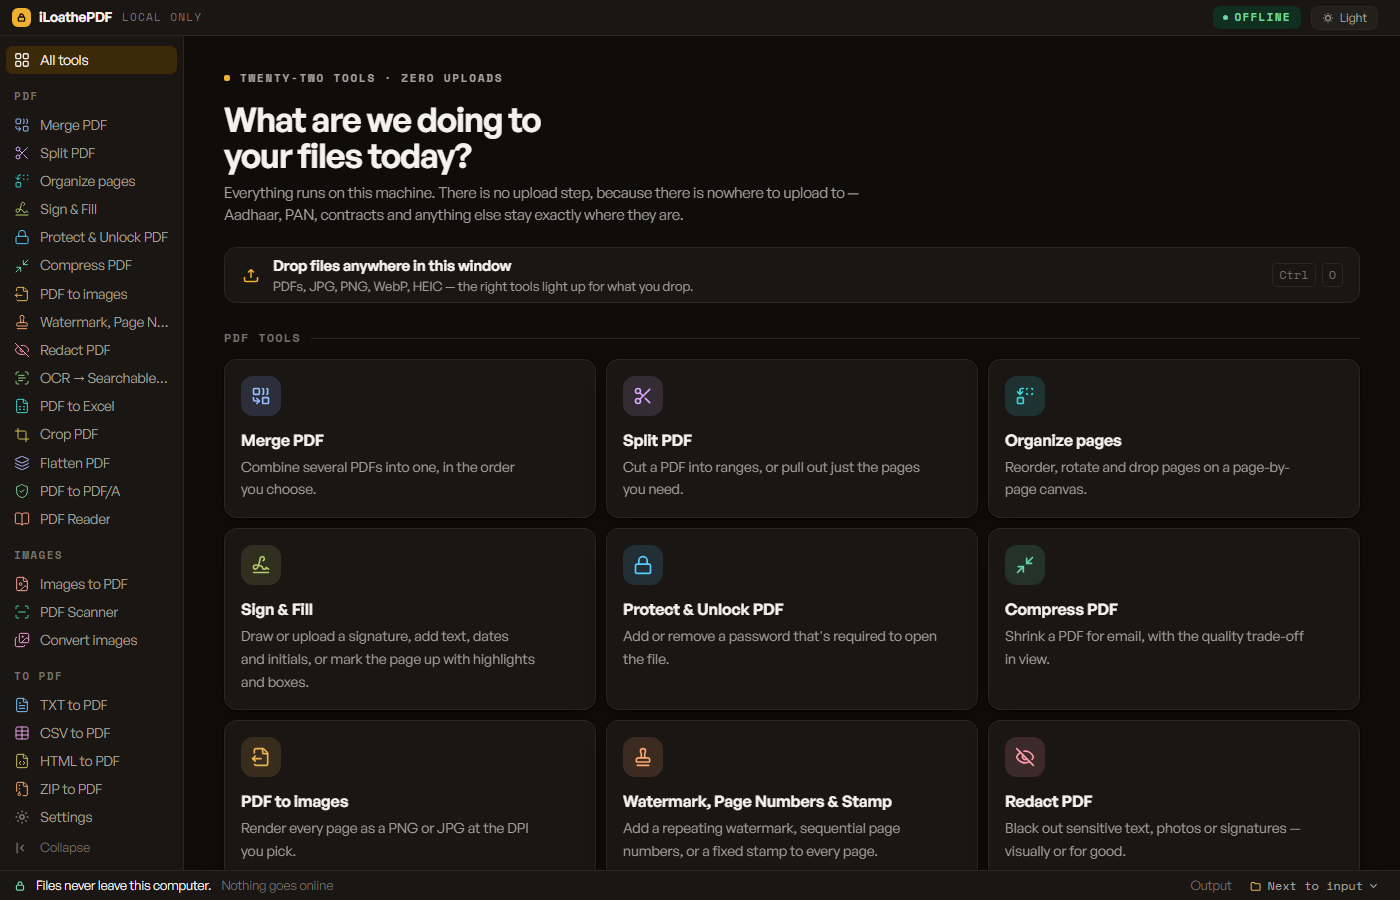 iLoathePDF LOCAL ONLY
OFFLINE
Light
All tools
PDF
Merge PDF
Split PDF
Organize pages
Sign & Fill
Protect & Unlock PDF
Compress PDF
PDF to images
Watermark, Page N...
Redact PDF
OCR → Searchable...
PDF to Excel
Crop PDF
Flatten PDF
PDF to PDF/A
PDF Reader
IMAGES
Images to PDF
PDF Scanner
Convert images
TO PDF
TXT to PDF
CSV to PDF
HTML to PDF
ZIP to PDF
Settings
Collapse
TWENTY-TWO TOOLS · ZERO UPLOADS
What are we doing to
your files today?
Everything runs on this machine. There is no upload step, because there is nowhere to upload to —
Aadhaar, PAN, contracts and anything else stay exactly where they are.
Drop files anywhere in this window
PDFs, JPG, PNG, WebP, HEIC — the right tools light up for what you drop.
Ctrl O
PDF TOOLS
Merge PDF
Combine several PDFs into one, in the order
you choose.
Split PDF
Cut a PDF into ranges, or pull out just the pages
you need.
Organize pages
Reorder, rotate and drop pages on a page-by-
page canvas.
Sign & Fill
Draw or upload a signature, add text, dates
and initials, or mark the page up with highlights
and boxes.
Protect & Unlock PDF
Add or remove a password that's required to open
the file.
Compress PDF
Shrink a PDF for email, with the quality trade-off
in view.
PDF to images
Render every page as a PNG or JPG at the DPI
you pick.
Watermark, Page Numbers & Stamp
Add a repeating watermark, sequential page
numbers, or a fixed stamp to every page.
Redact PDF
Black out sensitive text, photos or signatures —
visually or for good.
Files never leave this computer. Nothing goes online
Output Next to input